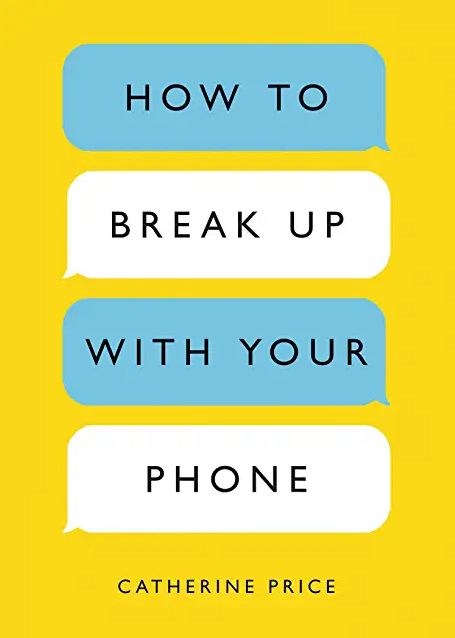 HOW TO
BREAK UP
WITH YOUR
PHONE
CATHERINE PRICE